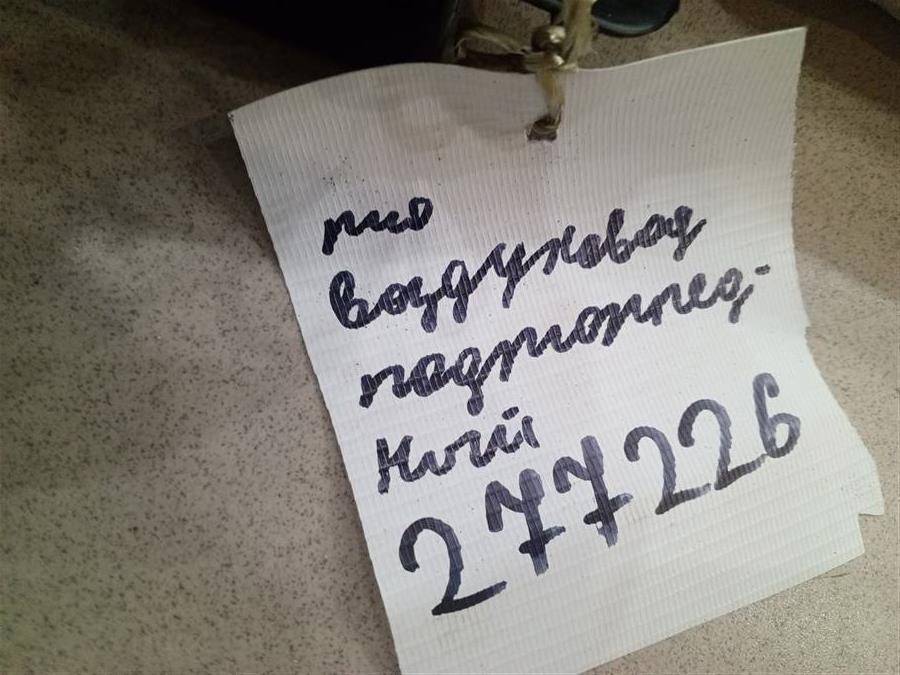 рио
воздуховод
подторпед-
ный
277226